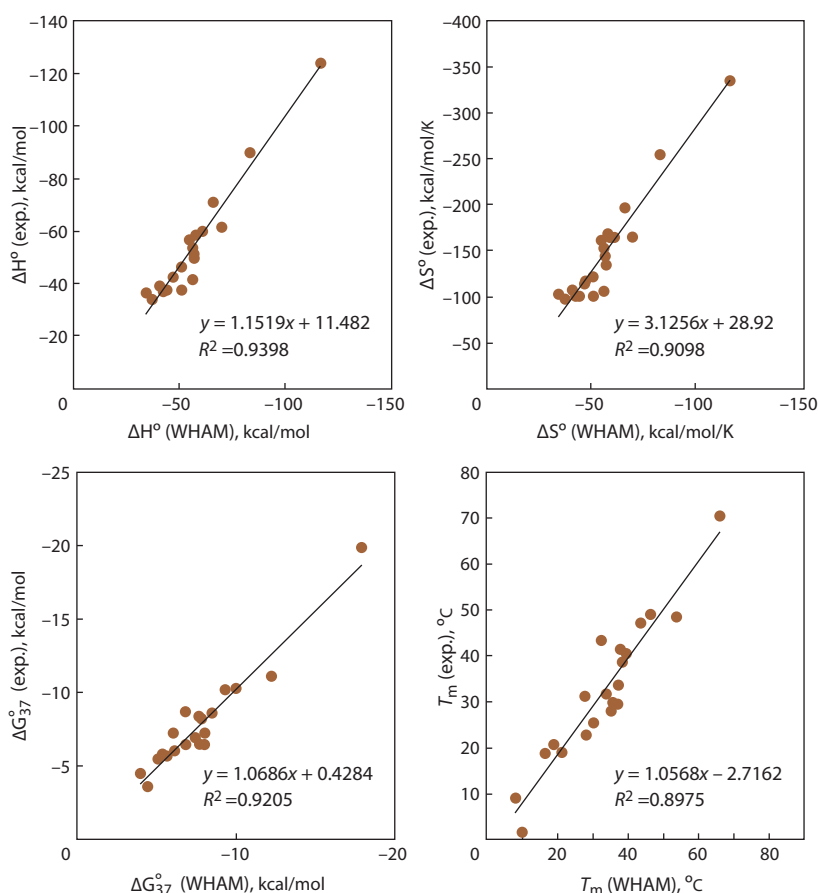 ΔH° (exp.), kcal/mol
−140
−120
−100
−80
−60
−40
−20
0
−50
−100
−150
y = 1.1519x + 11.482
R² =0.9398
ΔH° (WHAM), kcal/mol
ΔS° (exp.), kcal/mol/K
−400
−350
−300
−250
−200
−150
−100
−50
0
−50
−100
−150
y = 3.1256x + 28.92
R² =0.9098
ΔS° (WHAM), kcal/mol/K
ΔG°37 (exp.), kcal/mol
−25
−20
−15
−10
−5
0
−10
−20
y = 1.0686x + 0.4284
R² =0.9205
ΔG°37 (WHAM), kcal/mol
Tm (exp.), °C
80
70
60
50
40
30
20
10
0
20
40
60
80
y = 1.0568x − 2.7162
R² =0.8975
Tm (WHAM), °C